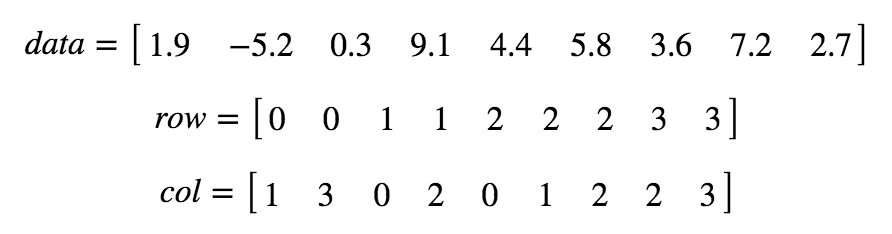 data = [1.9 −5.2 0.3 9.1 4.4 5.8 3.6 7.2 2.7]
row = [0 0 1 1 2 2 2 3 3]
col = [1 3 0 2 0 1 2 2 3]